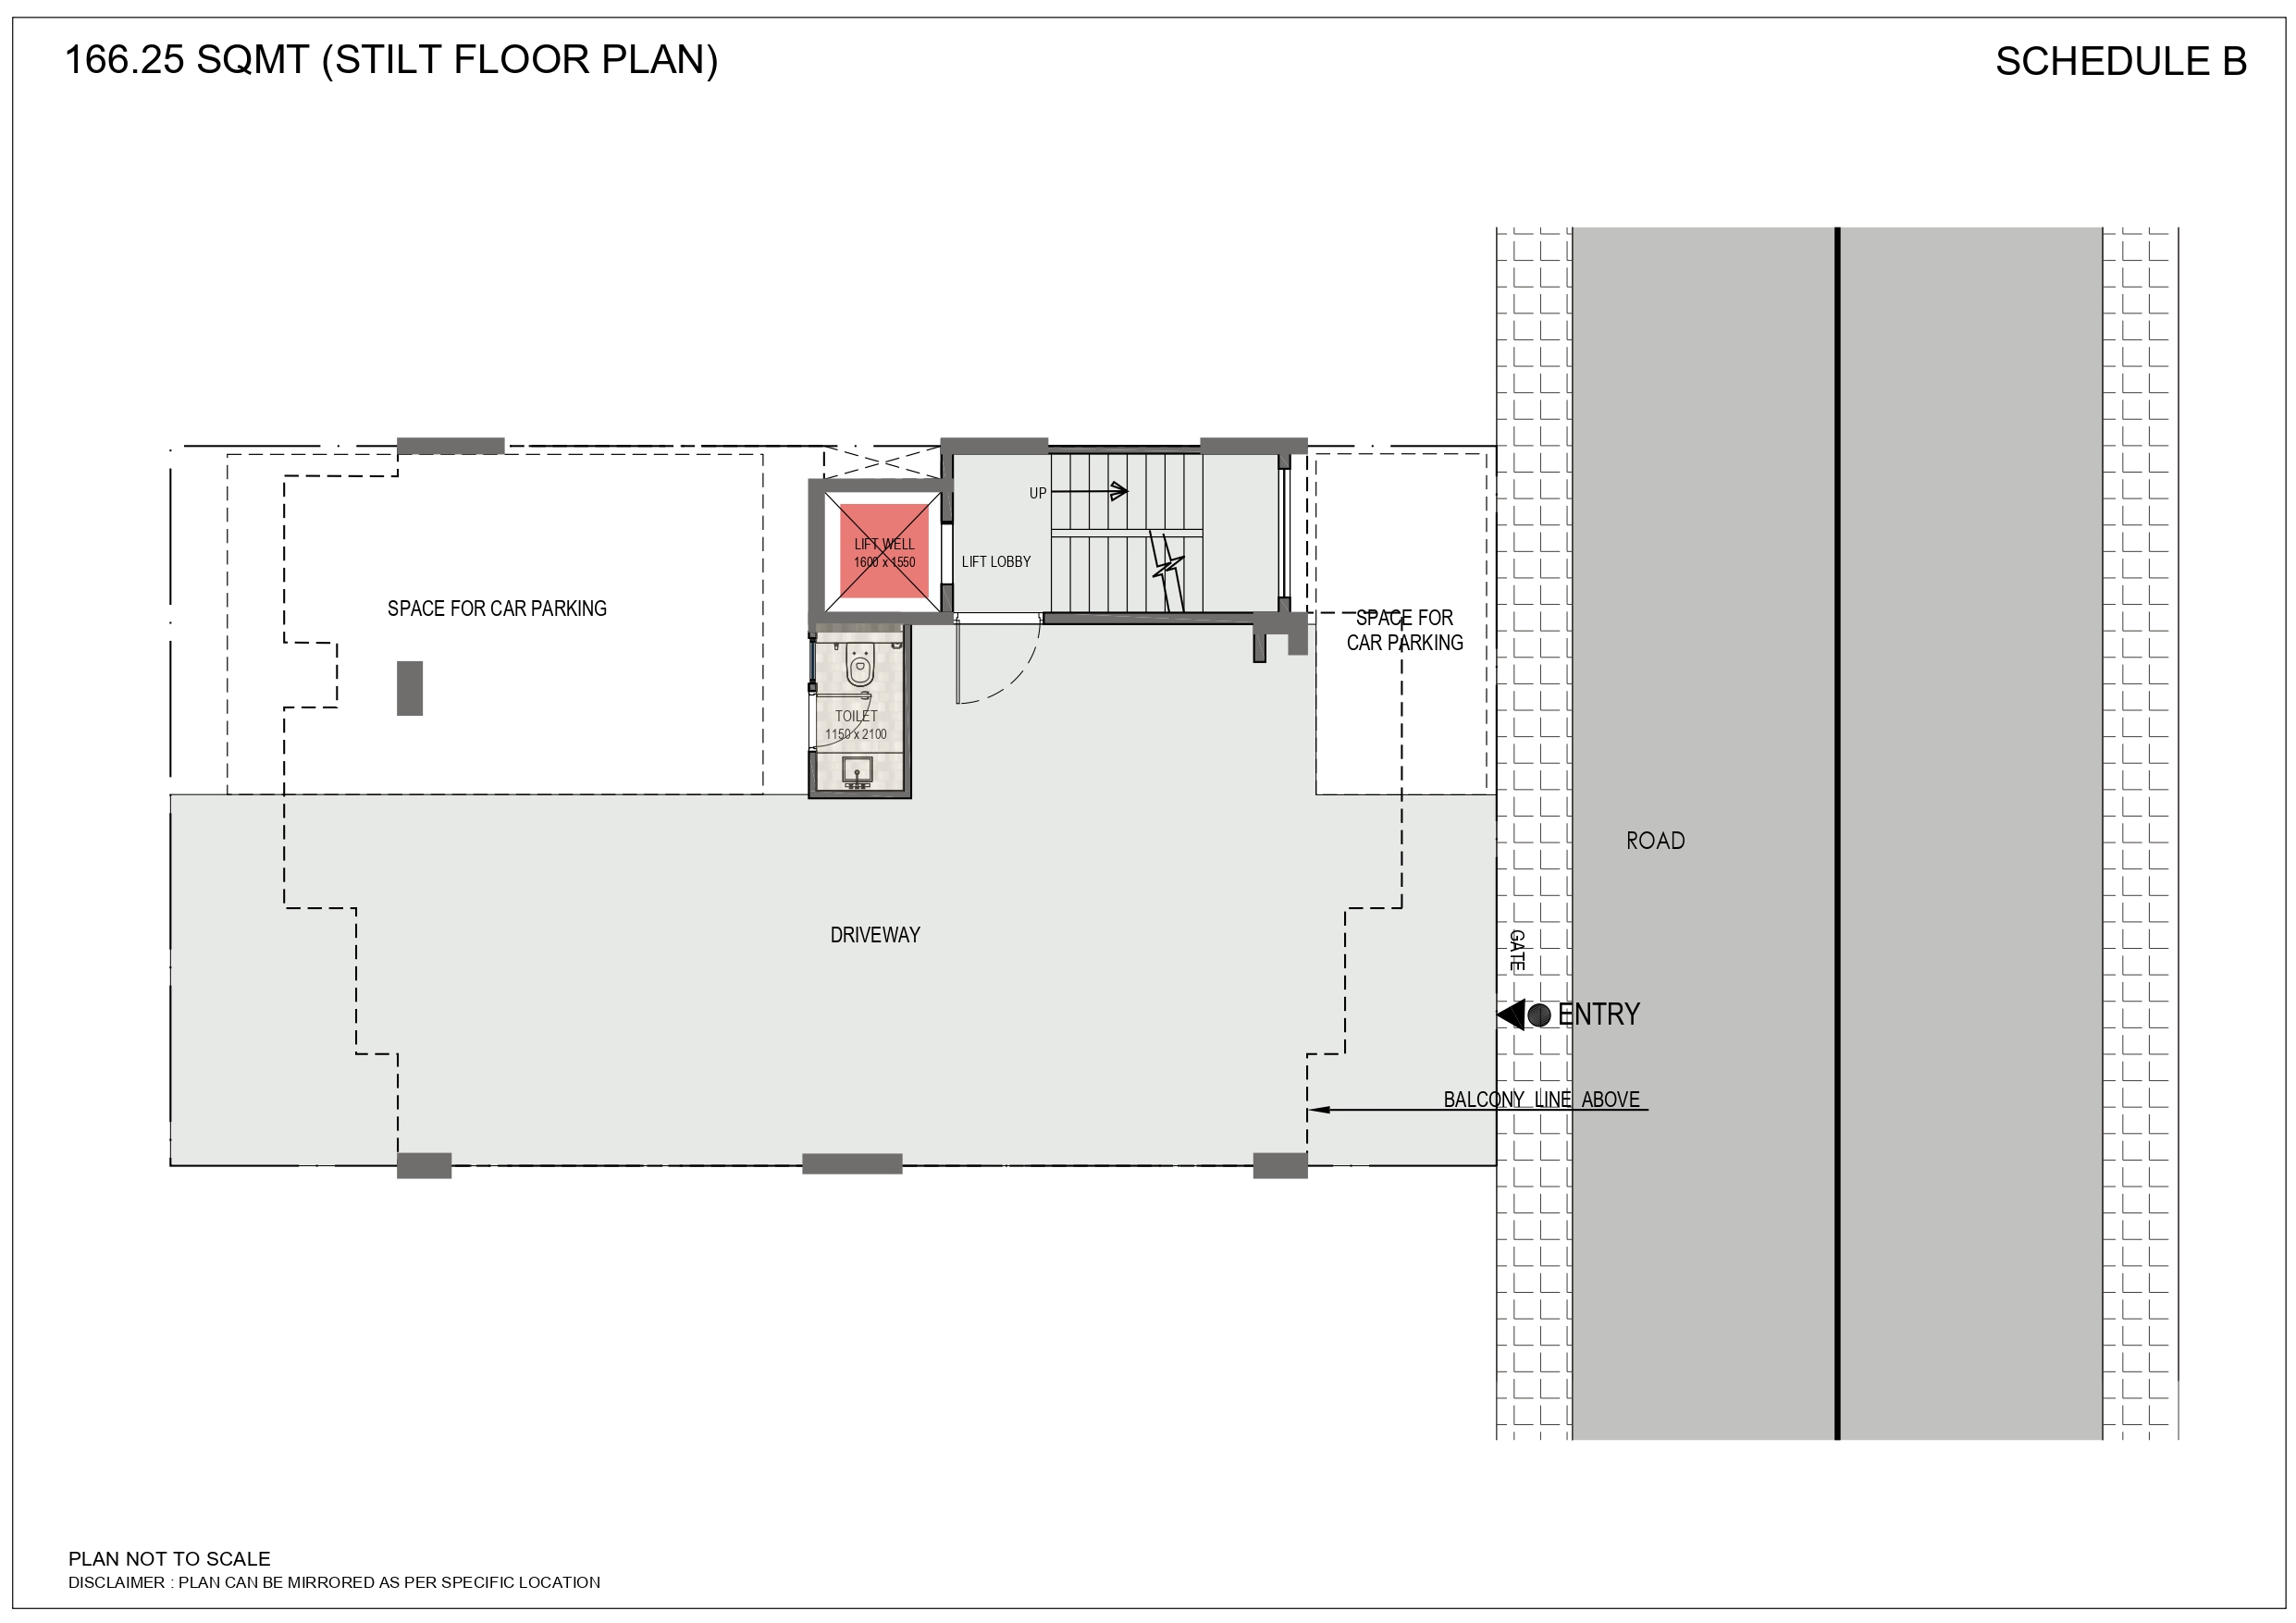 166.25 SQMT (STILT FLOOR PLAN)
SCHEDULE B
UP
LIFT WELL
1600 x 1550
LIFT LOBBY
SPACE FOR CAR PARKING
SPACE FOR
CAR PARKING
TOILET
1150 x 2100
ROAD
DRIVEWAY
GATE
ENTRY
BALCONY LINE ABOVE
PLAN NOT TO SCALE
DISCLAIMER : PLAN CAN BE MIRRORED AS PER SPECIFIC LOCATION